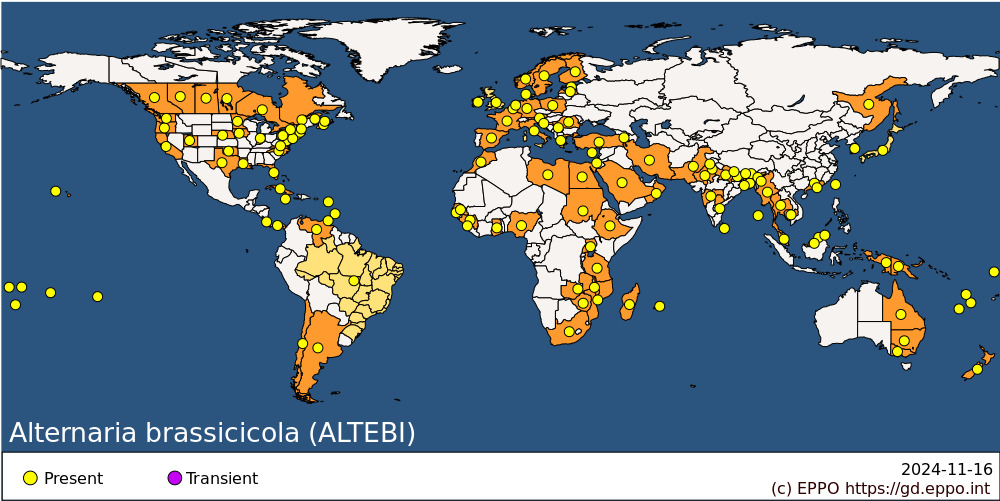 Alternaria brassicicola (ALTEBI)
Present
Transient
2024-11-16
(c) EPPO https://gd.eppo.int